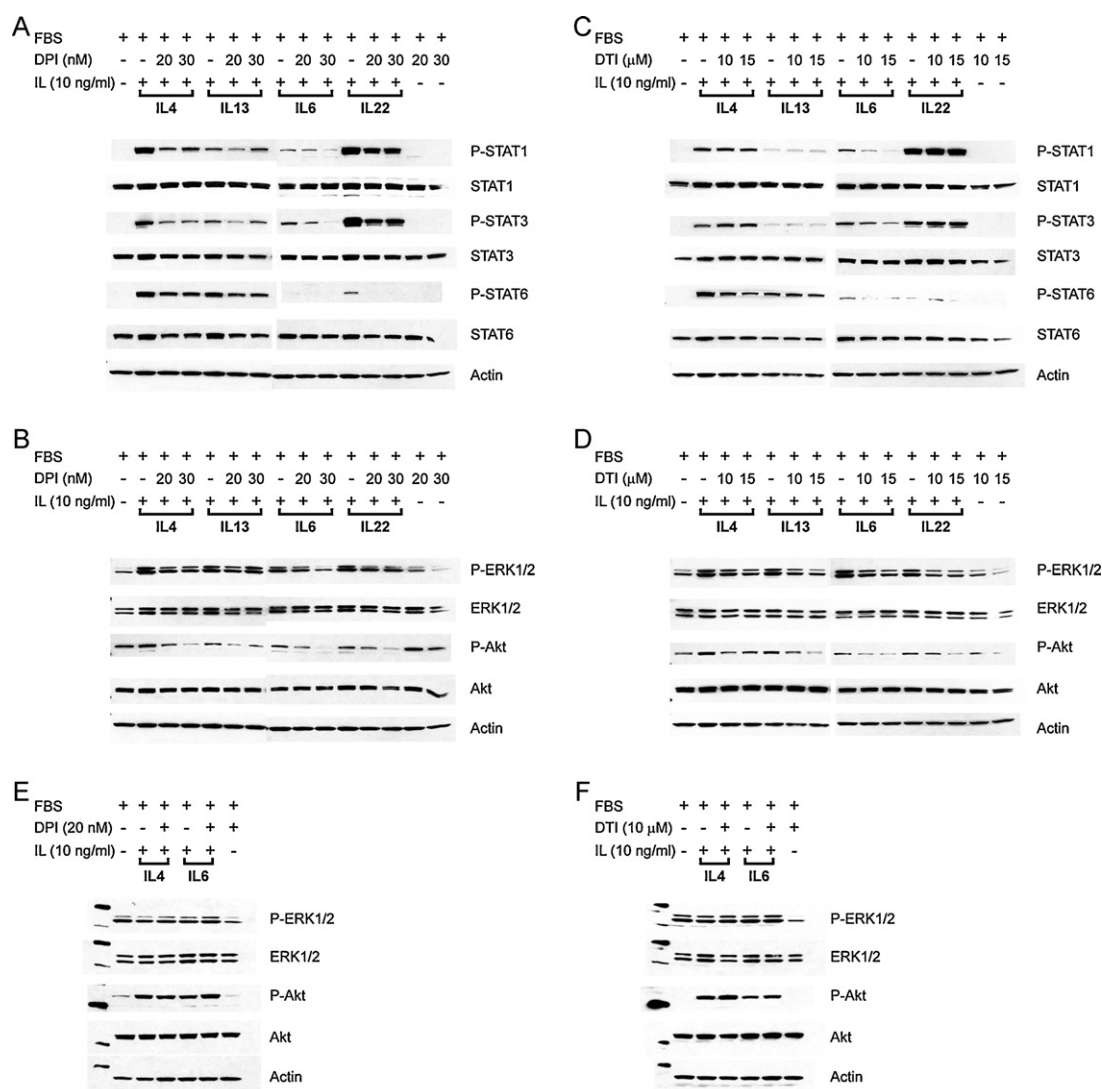 A
FBS + + + + + + + + + + + + + + +
DPI (nM) - - 20 30 - 20 30 - 20 30 - 20 30 20 30
IL (10 ng/ml) - + + + + + + + + + + + + - -
IL4 IL13 IL6 IL22
P-STAT1
STAT1
P-STAT3
STAT3
P-STAT6
STAT6
Actin
B
FBS + + + + + + + + + + + + + + +
DPI (nM) - - 20 30 - 20 30 - 20 30 - 20 30 20 30
IL (10 ng/ml) - + + + + + + + + + + + + - -
IL4 IL13 IL6 IL22
P-ERK1/2
ERK1/2
P-Akt
Akt
Actin
C
FBS + + + + + + + + + + + + + + +
DTI (μM) - - 10 15 - 10 15 - 10 15 - 10 15 10 15
IL (10 ng/ml) - + + + + + + + + + + + + - -
IL4 IL13 IL6 IL22
P-STAT1
STAT1
P-STAT3
STAT3
P-STAT6
STAT6
Actin
D
FBS + + + + + + + + + + + + + + +
DTI (μM) - - 10 15 - 10 15 - 10 15 - 10 15 10 15
IL (10 ng/ml) - + + + + + + + + + + + + - -
IL4 IL13 IL6 IL22
P-ERK1/2
ERK1/2
P-Akt
Akt
Actin
E
FBS + + + + + +
DPI (20 nM) - - + - + +
IL (10 ng/ml) - + + + + -
IL4 IL6
P-ERK1/2
ERK1/2
P-Akt
Akt
Actin
F
FBS + + + + + +
DTI (10 μM) - - + - + +
IL (10 ng/ml) - + + + + -
IL4 IL6
P-ERK1/2
ERK1/2
P-Akt
Akt
Actin